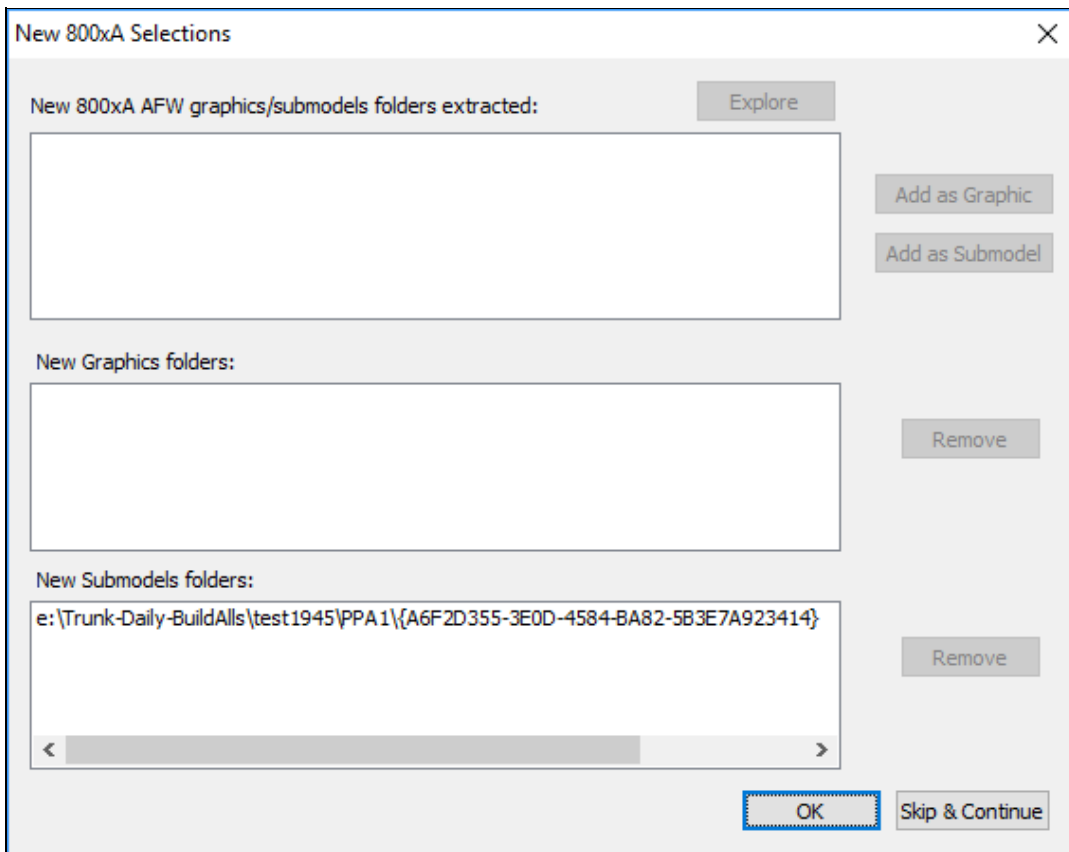 New 800xA Selections
New 800xA AFW graphics/submodels folders extracted:
Explore
Add as Graphic
Add as Submodel
New Graphics folders:
Remove
New Submodels folders:
e:\Trunk-Daily-BuildAlls\test1945\PPA1\{A6F2D355-3E0D-4584-BA82-5B3E7A923414}
Remove
OK
Skip & Continue